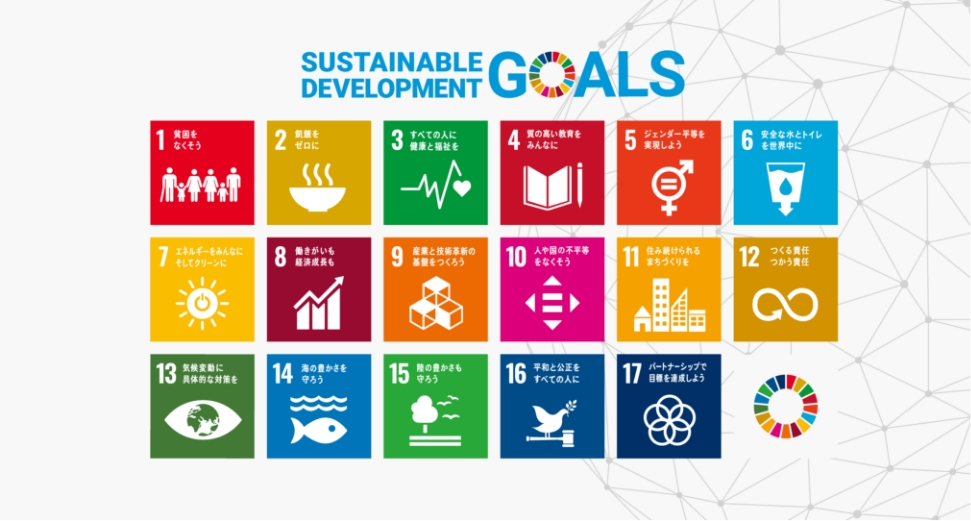 SUSTAINABLE
DEVELOPMENT
GOALS
1 貧困を
なくそう
2 飢餓を
ゼロに
3 すべての人に
健康と福祉を
4 質の高い教育を
みんなに
5 ジェンダー平等を
実現しよう
6 安全な水とトイレ
を世界中に
7 エネルギーをみんなに
そしてクリーンに
8 働きがいも
経済成長も
9 産業と技術革新の
基盤をつくろう
10 人や国の不平等
をなくそう
11 住み続けられる
まちづくりを
12 つくる責任
つかう責任
13 気候変動に
具体的な対策を
14 海の豊かさを
守ろう
15 陸の豊かさも
守ろう
16 平和と公正を
すべての人に
17 パートナーシップで
目標を達成しよう